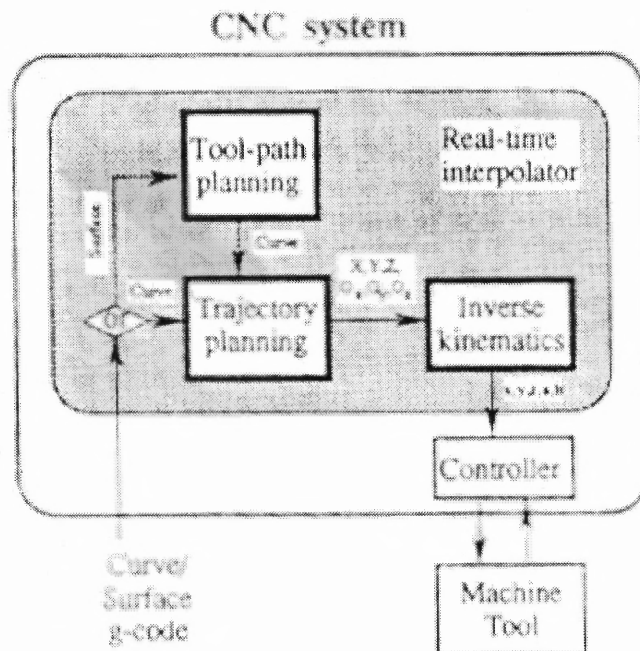 CNC system
Tool-path
planning
Real-time
interpolator
Surface
Curve
Curve
or
X,Y,Z,
Trajectory
planning
Inverse
kinematics
Controller
Curve/
Surface
g-code
Machine
Tool